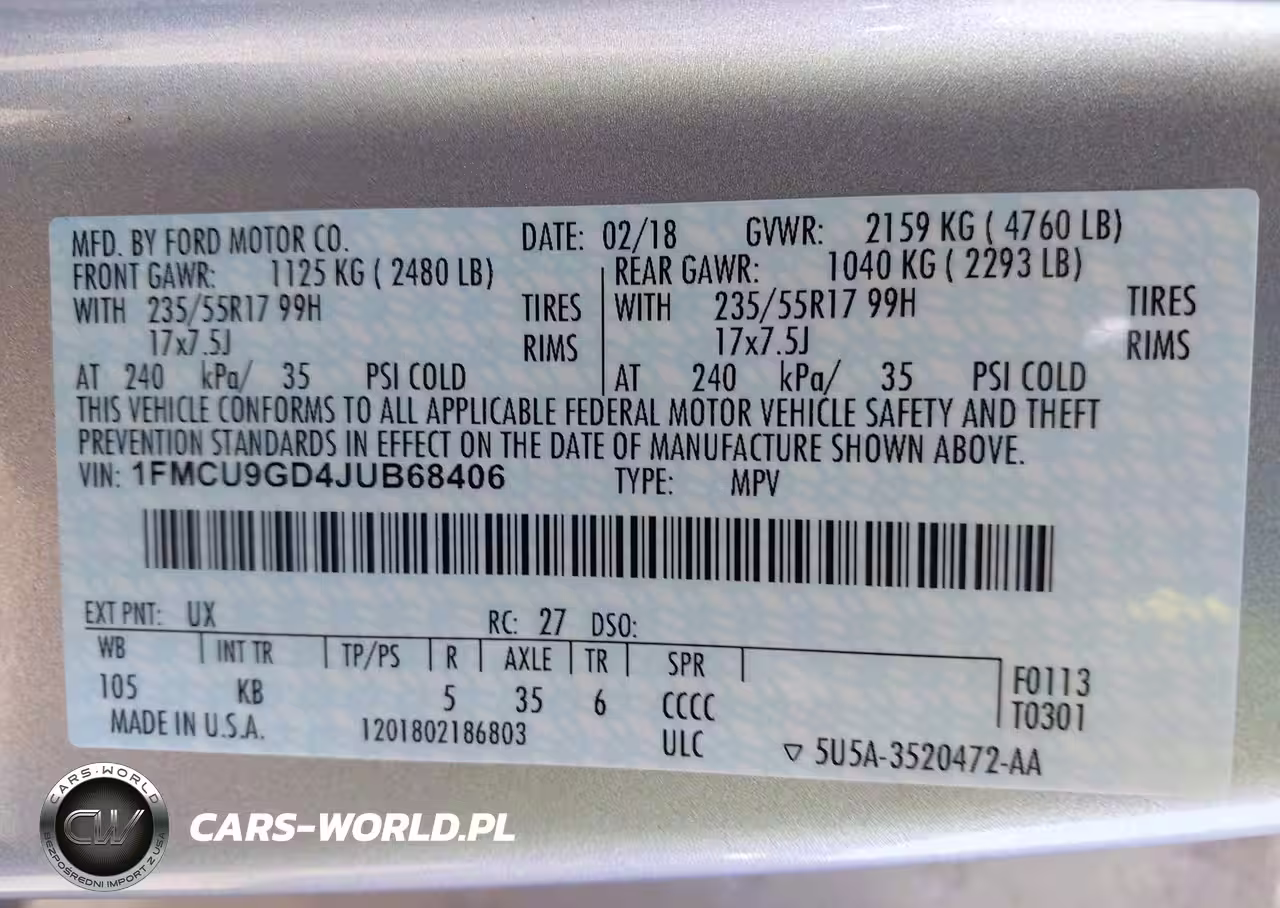 MFD. BY FORD MOTOR CO. DATE: 02/18 GVWR: 2159 KG ( 4760 LB)
FRONT GAWR: 1125 KG ( 2480 LB) REAR GAWR: 1040 KG ( 2293 LB)
WITH 235/55R17 99H TIRES WITH 235/55R17 99H TIRES
17x7.5J RIMS 17x7.5J RIMS
AT 240 kPa/ 35 PSI COLD AT 240 kPa/ 35 PSI COLD
THIS VEHICLE CONFORMS TO ALL APPLICABLE FEDERAL MOTOR VEHICLE SAFETY AND THEFT
PREVENTION STANDARDS IN EFFECT ON THE DATE OF MANUFACTURE SHOWN ABOVE.
VIN: 1FMCU9GD4JUB68406 TYPE: MPV
EXT PNT: UX RC: 27 DSO:
WB INT TR TP/PS R AXLE TR SPR F0113
105 KB 5 35 6 CCCC T0301
MADE IN U.S.A. 1201802186803 ULC ▽ 5U5A-3520472-AA
CARS-WORLD
CW
BEZPOŚREDNI IMPORT Z USA
CARS-WORLD.PL